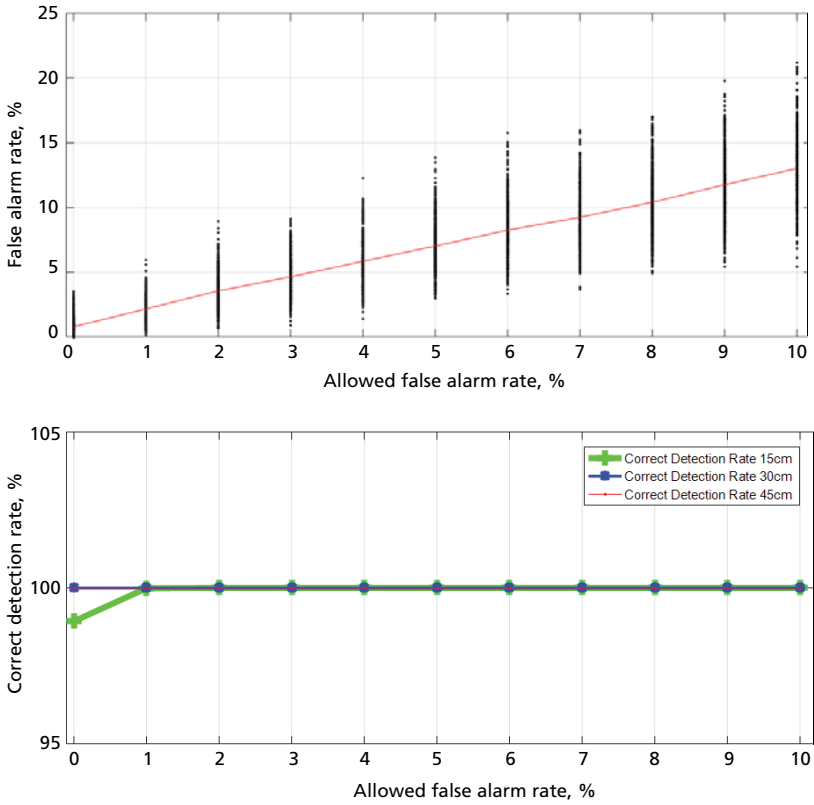 25
20
15
10
5
0
False alarm rate, %
0 1 2 3 4 5 6 7 8 9 10
Allowed false alarm rate, %
105
100
95
Correct detection rate, %
Correct Detection Rate 15cm
Correct Detection Rate 30cm
Correct Detection Rate 45cm
0 1 2 3 4 5 6 7 8 9 10
Allowed false alarm rate, %